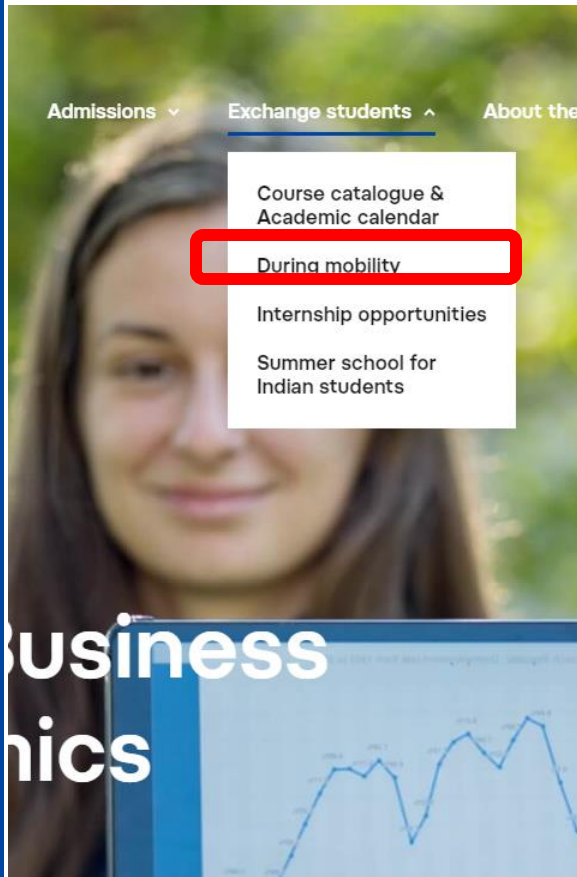 Admissions
Exchange students
About the
Course catalogue &
Academic calendar
During mobility
Internship opportunities
Summer school for
Indian students
usiness
nics